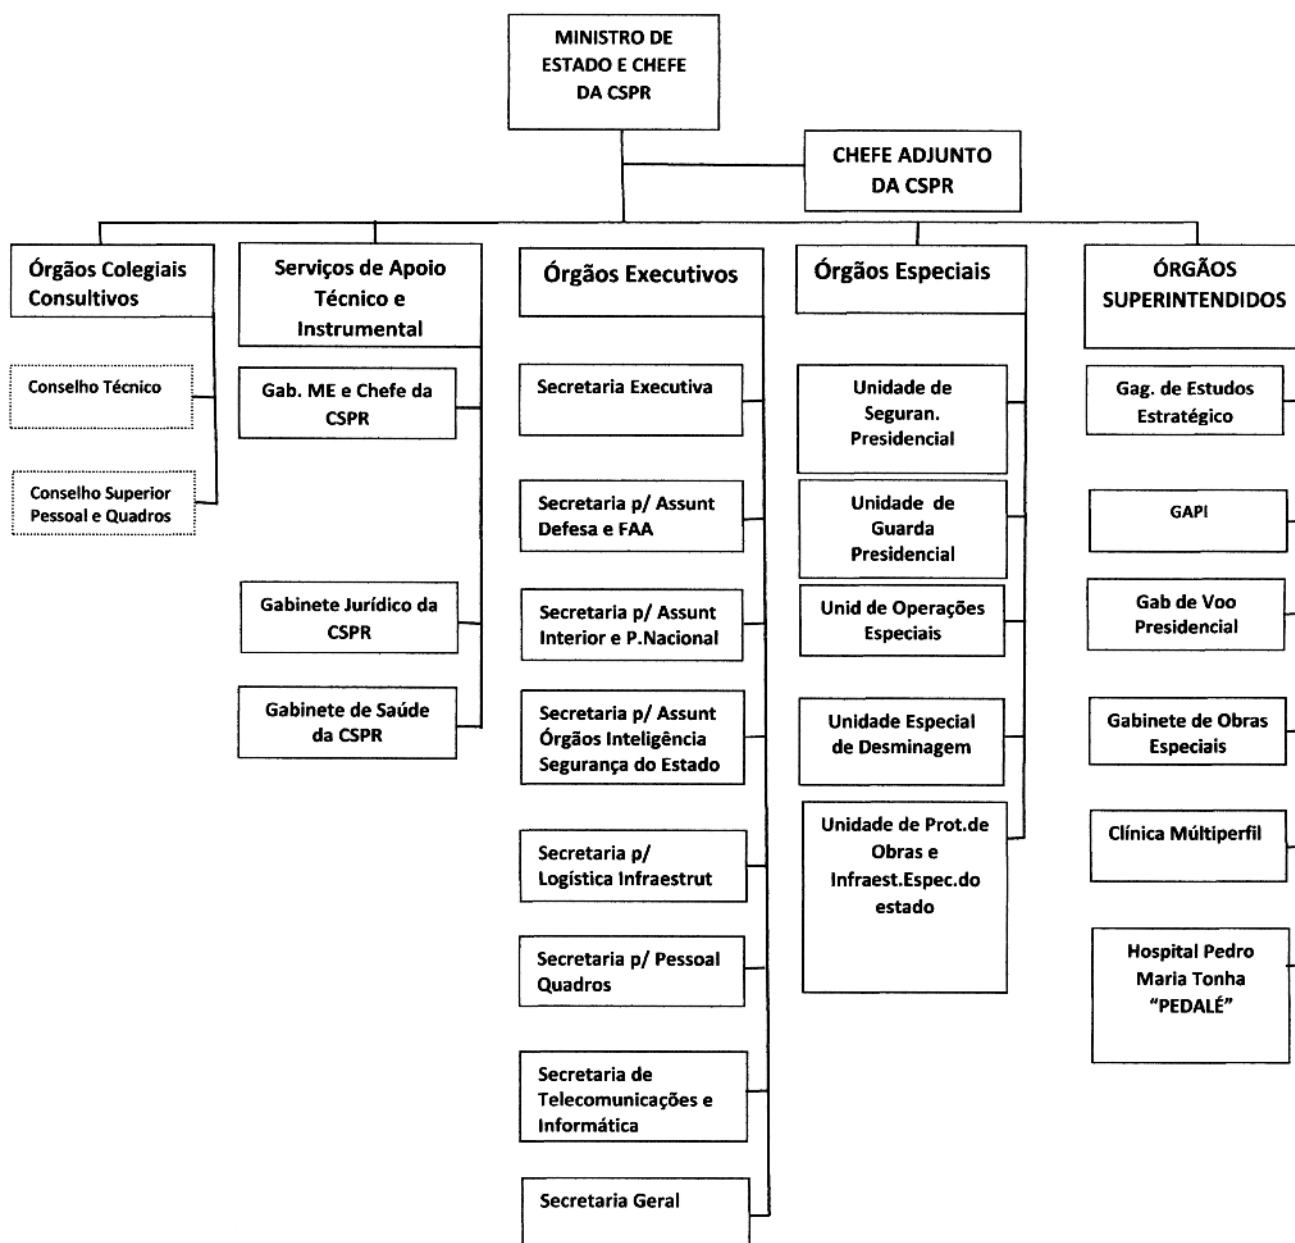 MINISTRO DE
ESTADO E CHEFE
DA CSPR
CHEFE ADJUNTO
DA CSPR
Órgãos Colegiais
Consultivos
Conselho Técnico
Conselho Superior
Pessoal e Quadros
Serviços de Apoio
Técnico e
Instrumental
Gab. ME e Chefe da
CSPR
Gabinete Jurídico da
CSPR
Gabinete de Saúde
da CSPR
Órgãos Executivos
Secretaria Executiva
Secretaria p/ Assunt
Defesa e FAA
Secretaria p/ Assunt
Interior e P.Nacional
Secretaria p/ Assunt
Órgãos Inteligência
Segurança do Estado
Secretaria p/
Logística Infraestrut
Secretaria p/ Pessoal
Quadros
Secretaria de
Telecomunicações e
Informática
Secretaria Geral
Órgãos Especiais
Unidade de
Seguran.
Presidencial
Unidade de
Guarda
Presidencial
Unid de Operações
Especiais
Unidade Especial
de Desminagem
Unidade de Prot.de
Obras e
Infraest.Espec.do
estado
ÓRGÃOS
SUPERINTENDIDOS
Gag. de Estudos
Estratégico
GAPI
Gab de Voo
Presidencial
Gabinete de Obras
Especiais
Clínica Múltiperfil
Hospital Pedro
Maria Tonha
“PEDALÉ”